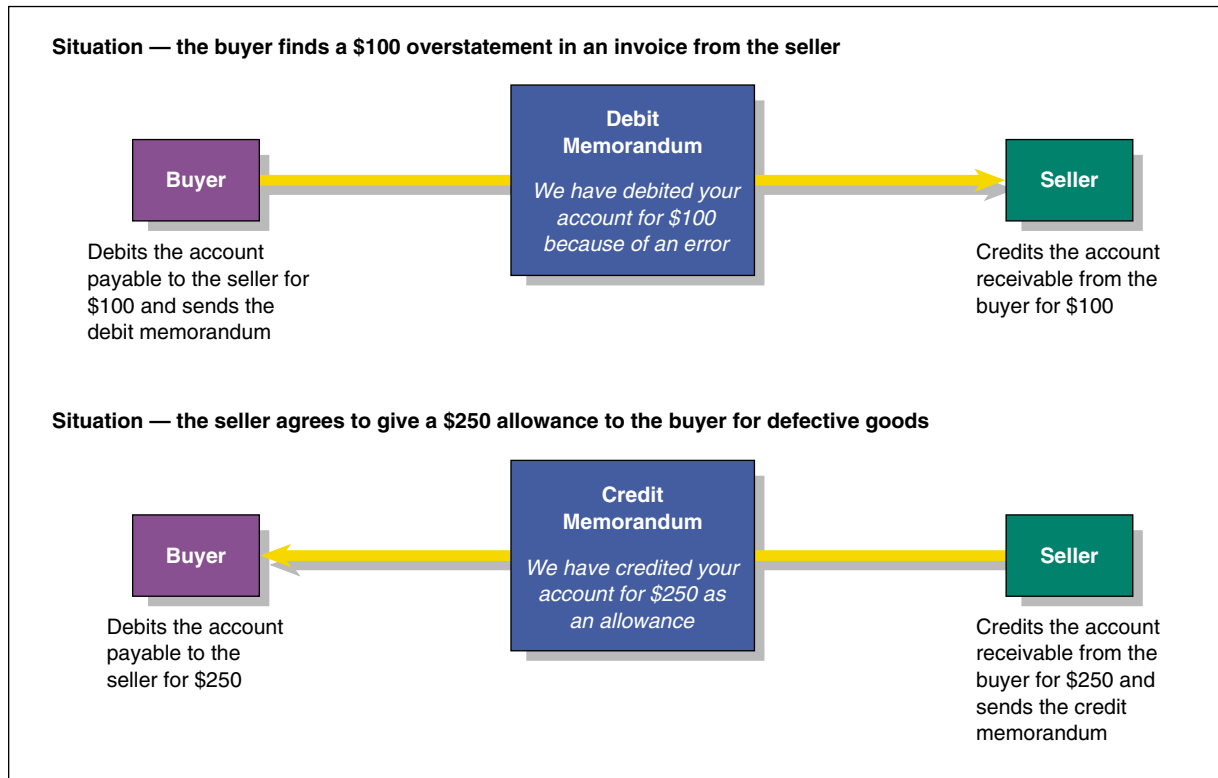 Situation — the buyer finds a $100 overstatement in an invoice from the seller
Buyer
Debits the account
payable to the seller for
$100 and sends the
debit memorandum
Debit
Memorandum
We have debited your
account for $100
because of an error
Seller
Credits the account
receivable from the
buyer for $100
Situation — the seller agrees to give a $250 allowance to the buyer for defective goods
Buyer
Debits the account
payable to the
seller for $250
Credit
Memorandum
We have credited your
account for $250 as
an allowance
Seller
Credits the account
receivable from the
buyer for $250 and
sends the credit
memorandum